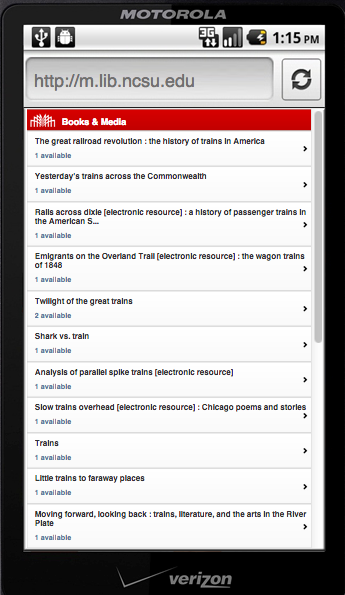 MOTOROLA
3G
1:15 PM
http://m.lib.ncsu.edu
Books & Media
The great railroad revolution : the history of trains in America
1 available
Yesterday's trains across the Commonwealth
1 available
Rails across dixie [electronic resource] : a history of passenger trains in
the American S...
1 available
Emigrants on the Overland Trail [electronic resource] : the wagon trains
of 1848
1 available
Twilight of the great trains
2 available
Shark vs. train
1 available
Analysis of parallel spike trains [electronic resource]
1 available
Slow trains overhead [electronic resource] : Chicago poems and stories
1 available
Trains
1 available
Little trains to faraway places
1 available
Moving forward, looking back : trains, literature, and the arts in the River
Plate
1 available
verizon